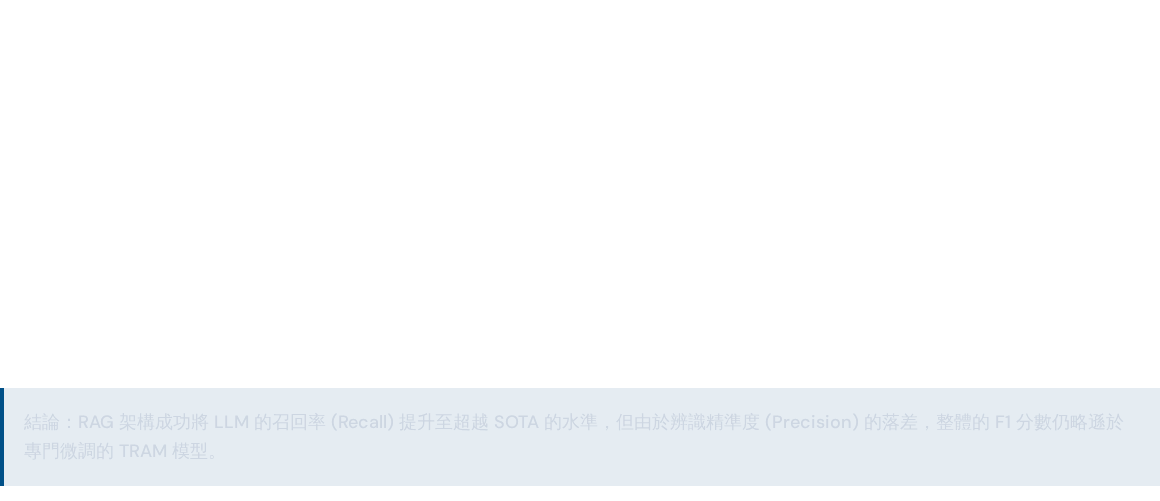 結論：RAG 架構成功將 LLM 的召回率 (Recall) 提升至超越 SOTA 的水準，但由於辨識精準度 (Precision) 的落差，整體的 F1 分數仍略遜於
專門微調的 TRAM 模型。